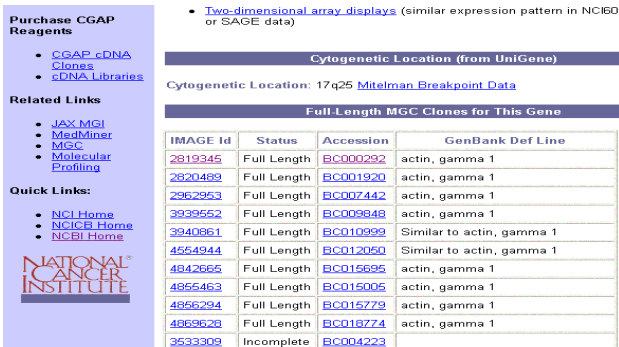 Purchase CGAP
Reagents
CGAP cDNA
Clones
cDNA Libraries
Related Links
JAX MGI
MedMiner
MGC
Molecular
Profiling
Quick Links:
NCI Home
NCICB Home
NCBI Home
NATIONAL®
CANCER
INSTITUTE
Two-dimensional array displays (similar expression pattern in NCI60
or SAGE data)
Cytogenetic Location (from UniGene)
Cytogenetic Location: 17q25 Mitelman Breakpoint Data
Full-Length MGC Clones for This Gene
IMAGE Id Status Accession GenBank Def Line
2819345 Full Length BC000292 actin, gamma 1
2820489 Full Length BC001920 actin, gamma 1
2962953 Full Length BC007442 actin, gamma 1
3939552 Full Length BC009848 actin, gamma 1
3940861 Full Length BC010999 Similar to actin, gamma 1
4554944 Full Length BC012050 Similar to actin, gamma 1
4842665 Full Length BC015695 actin, gamma 1
4855463 Full Length BC015005 actin, gamma 1
4856294 Full Length BC015779 actin, gamma 1
4869628 Full Length BC018774 actin, gamma 1
3533309 Incomplete BC004223